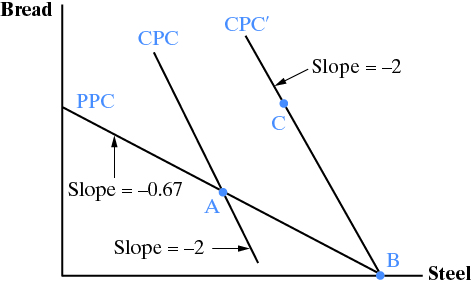 Bread
CPC
CPC′
Slope = –2
PPC
C
Slope = –0.67
A
Slope = –2
B
Steel